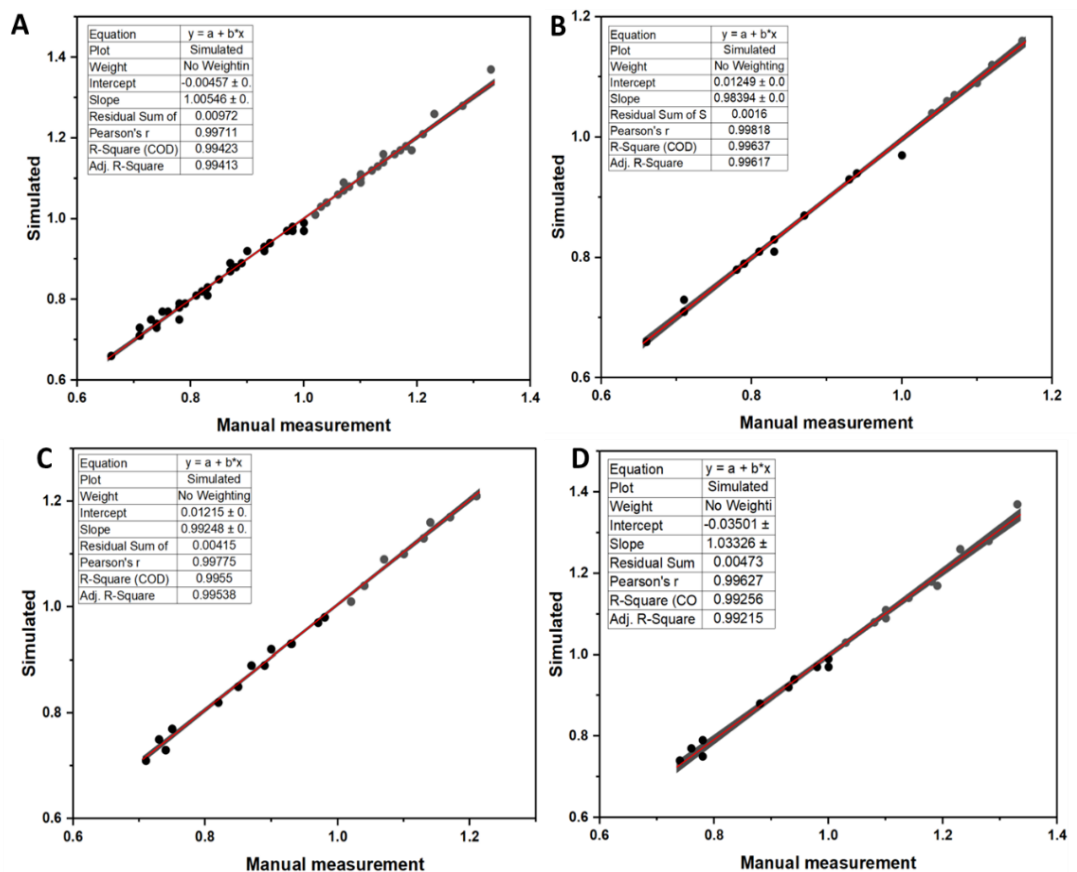 A
Equation y = a + b*x
Plot Simulated
Weight No Weightin
Intercept -0.00457 ± 0.
Slope 1.00546 ± 0.
Residual Sum of 0.00972
Pearson's r 0.99711
R-Square (COD) 0.99423
Adj. R-Square 0.99413
1.4
1.2
1.0
0.8
0.6
Simulated
0.6 0.8 1.0 1.2 1.4
Manual measurement
B
Equation y = a + b*x
Plot Simulated
Weight No Weighting
Intercept 0.01249 ± 0.0
Slope 0.98394 ± 0.0
Residual Sum of S 0.0016
Pearson's r 0.99818
R-Square (COD) 0.99637
Adj. R-Square 0.99617
1.2
1.0
0.8
0.6
Simulated
0.6 0.8 1.0 1.2
Manual measurement
C
Equation y = a + b*x
Plot Simulated
Weight No Weighting
Intercept 0.01215 ± 0.
Slope 0.99248 ± 0.
Residual Sum of 0.00415
Pearson's r 0.99775
R-Square (COD) 0.9955
Adj. R-Square 0.99538
1.2
1.0
0.8
0.6
Simulated
0.6 0.8 1.0 1.2
Manual measurement
D
Equation y = a + b*x
Plot Simulated
Weight No Weighti
Intercept -0.03501 ±
Slope 1.03326 ±
Residual Sum 0.00473
Pearson's r 0.99627
R-Square (CO 0.99256
Adj. R-Square 0.99215
1.4
1.2
1.0
0.8
0.6
Simulated
0.6 0.8 1.0 1.2 1.4
Manual measurement